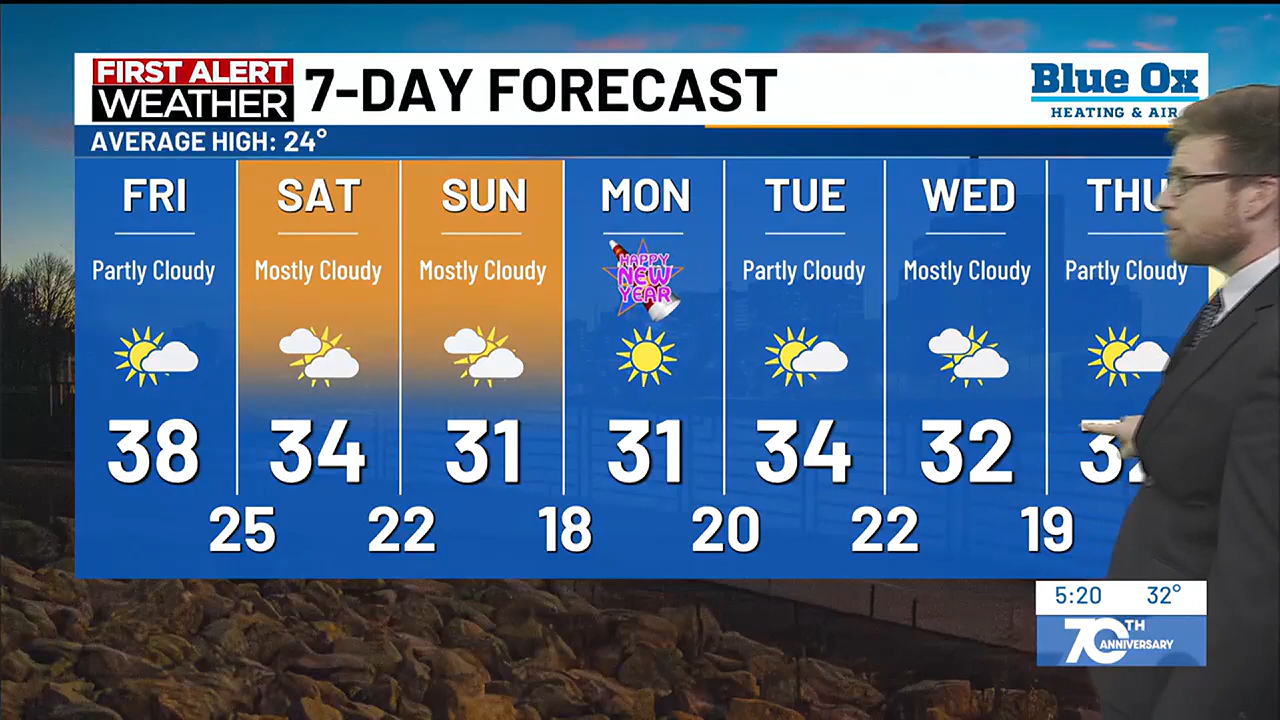 FIRST ALERT
WEATHER
7-DAY FORECAST
Blue Ox
HEATING & AIR
AVERAGE HIGH: 24°
FRI SAT SUN MON TUE WED THU
Partly Cloudy Mostly Cloudy Mostly Cloudy Partly Cloudy Mostly Cloudy Partly Cloudy
HAPPY
NEW
YEAR
38 34 31 31 34 32
25 22 18 20 22 19
5:20 32°
70TH
ANNIVERSARY